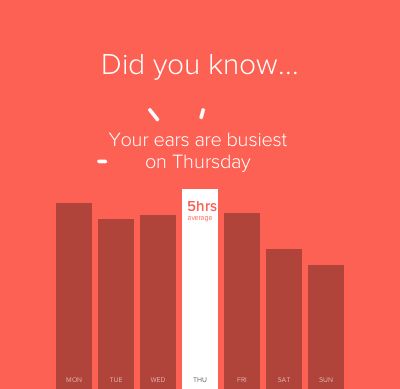 Did you know...
Your ears are busiest
on Thursday
5hrs
average
MON TUE WED THU FRI SAT SUN